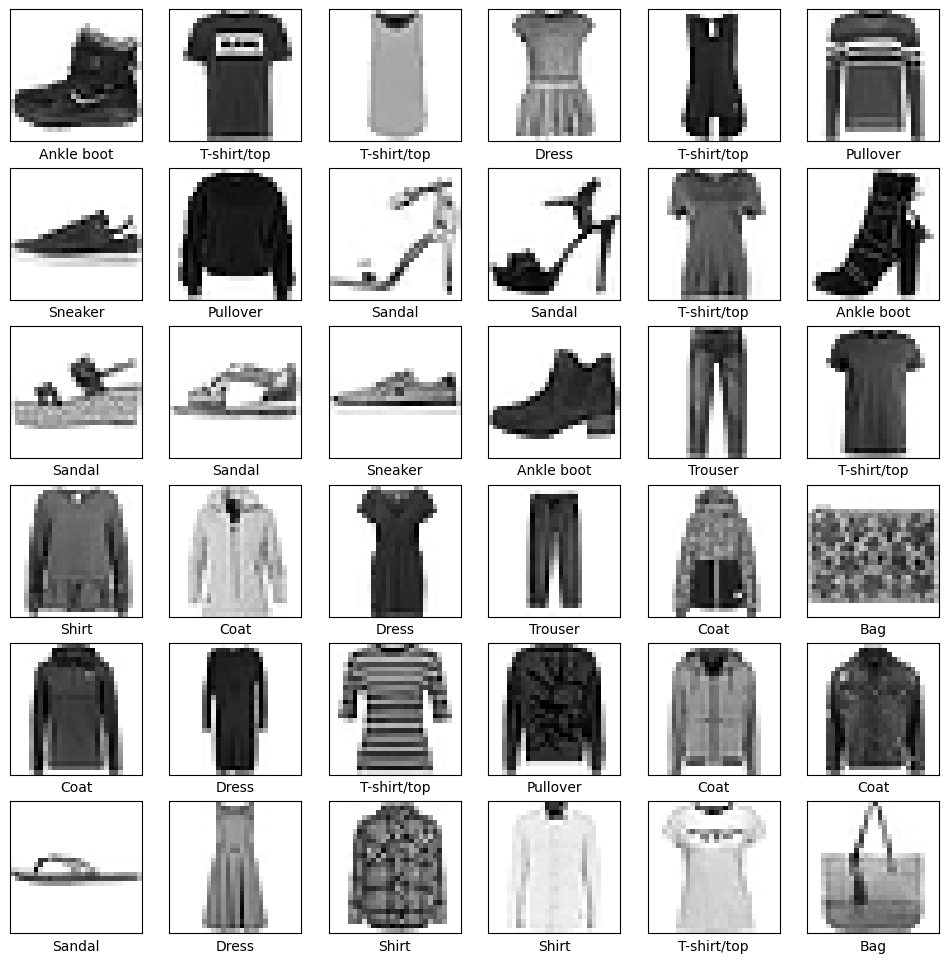 Ankle boot T-shirt/top T-shirt/top Dress T-shirt/top Pullover
Sneaker Pullover Sandal Sandal T-shirt/top Ankle boot
Sandal Sandal Sneaker Ankle boot Trouser T-shirt/top
Shirt Coat Dress Trouser Coat Bag
Coat Dress T-shirt/top Pullover Coat Coat
Sandal Dress Shirt Shirt T-shirt/top Bag